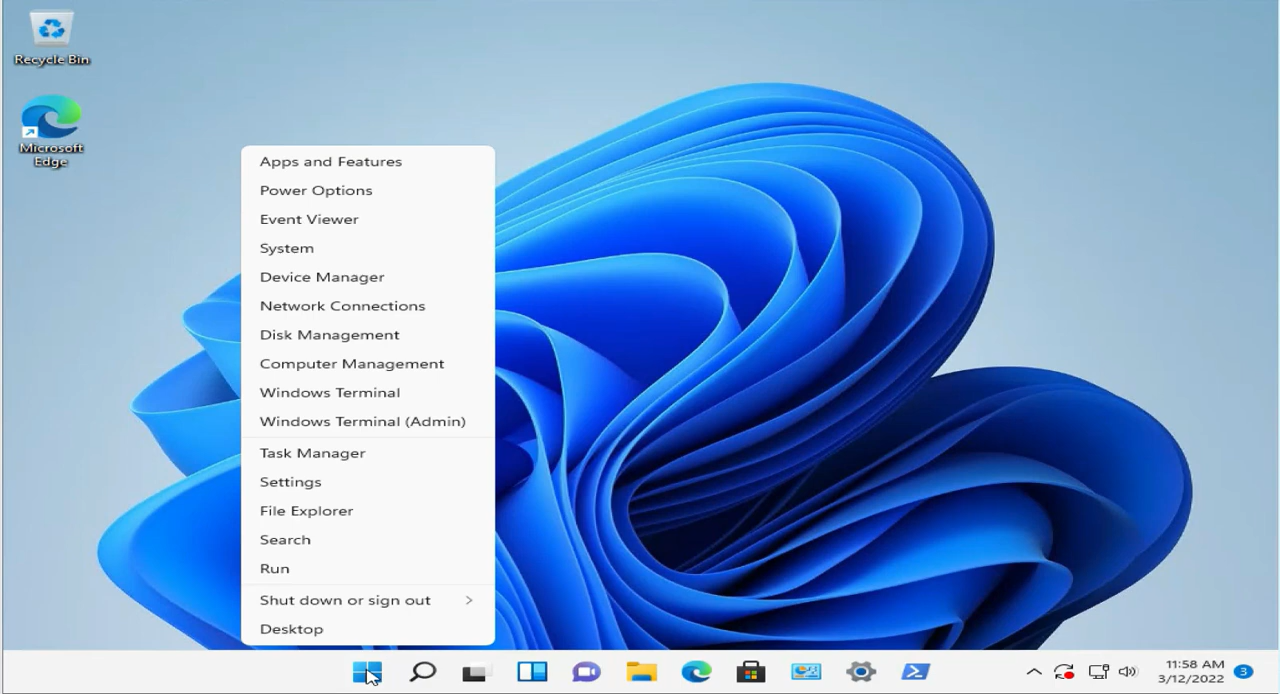 Recycle Bin
Microsoft
Edge
Apps and Features
Power Options
Event Viewer
System
Device Manager
Network Connections
Disk Management
Computer Management
Windows Terminal
Windows Terminal (Admin)
Task Manager
Settings
File Explorer
Search
Run
Shut down or sign out
Desktop
11:58 AM
3/12/2022
3